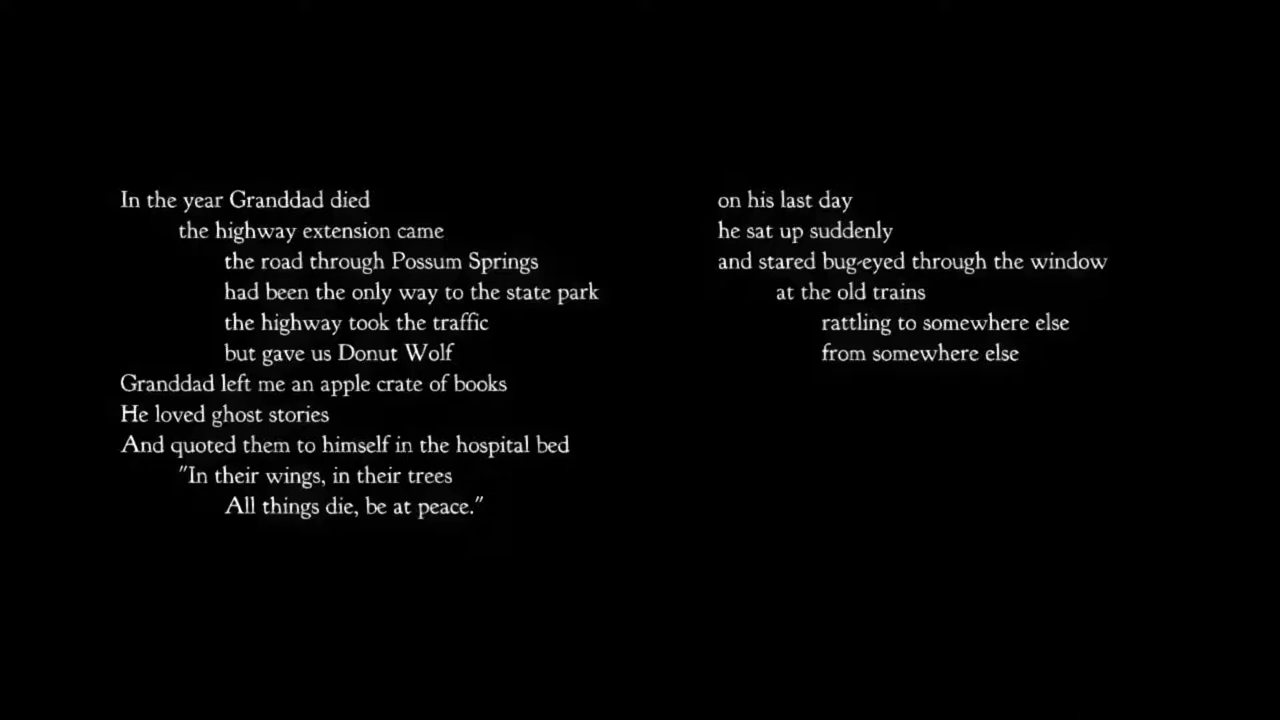 In the year Granddad died
the highway extension came
the road through Possum Springs
had been the only way to the state park
the highway took the traffic
but gave us Donut Wolf
Granddad left me an apple crate of books
He loved ghost stories
And quoted them to himself in the hospital bed
"In their wings, in their trees
All things die, be at peace."
on his last day
he sat up suddenly
and stared bug-eyed through the window
at the old trains
rattling to somewhere else
from somewhere else